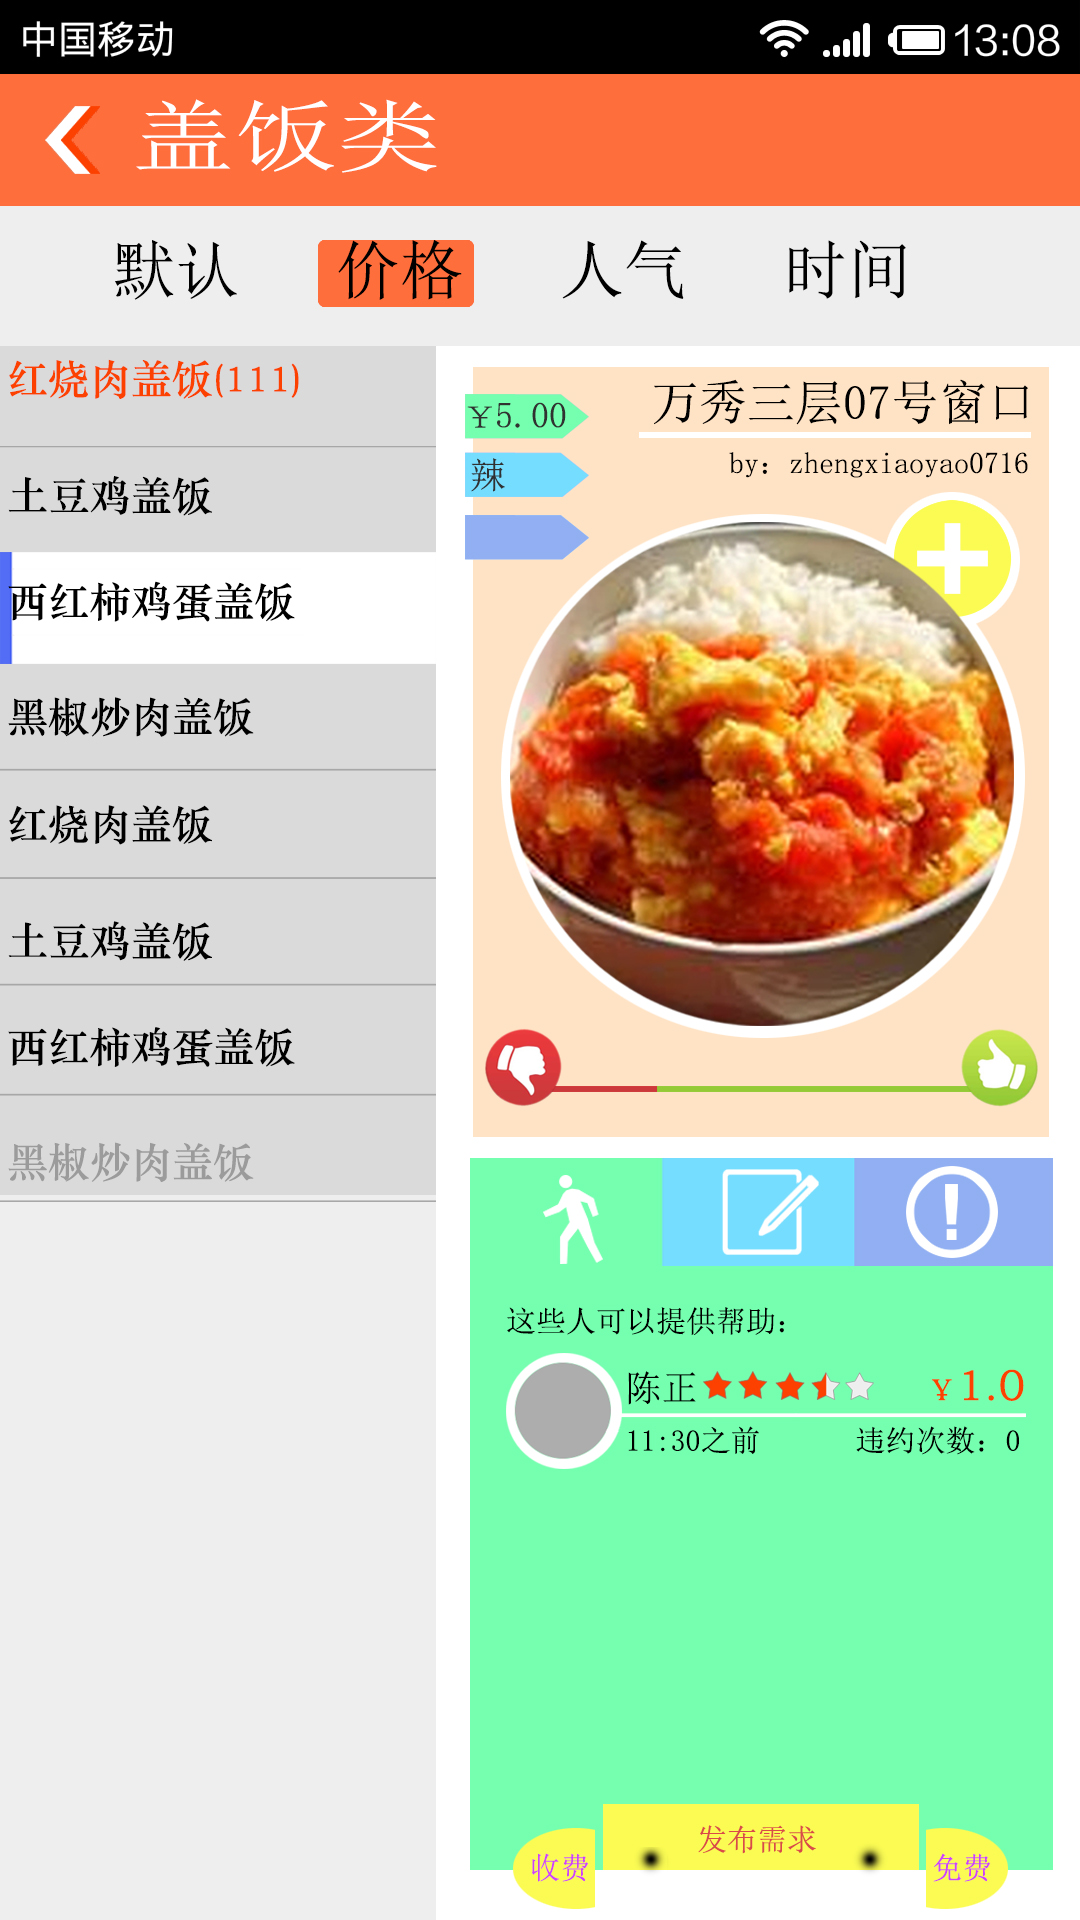 中国移动 13:08
盖饭类
默认 价格 人气 时间
红烧肉盖饭(111)
土豆鸡盖饭
西红柿鸡蛋盖饭
黑椒炒肉盖饭
红烧肉盖饭
土豆鸡盖饭
西红柿鸡蛋盖饭
黑椒炒肉盖饭
万秀三层07号窗口
¥5.00
by: zhengxiaoyao0716
辣
这些人可以提供帮助：
陈正 ¥1.0
11:30之前 违约次数：0
发布需求
收费 免费